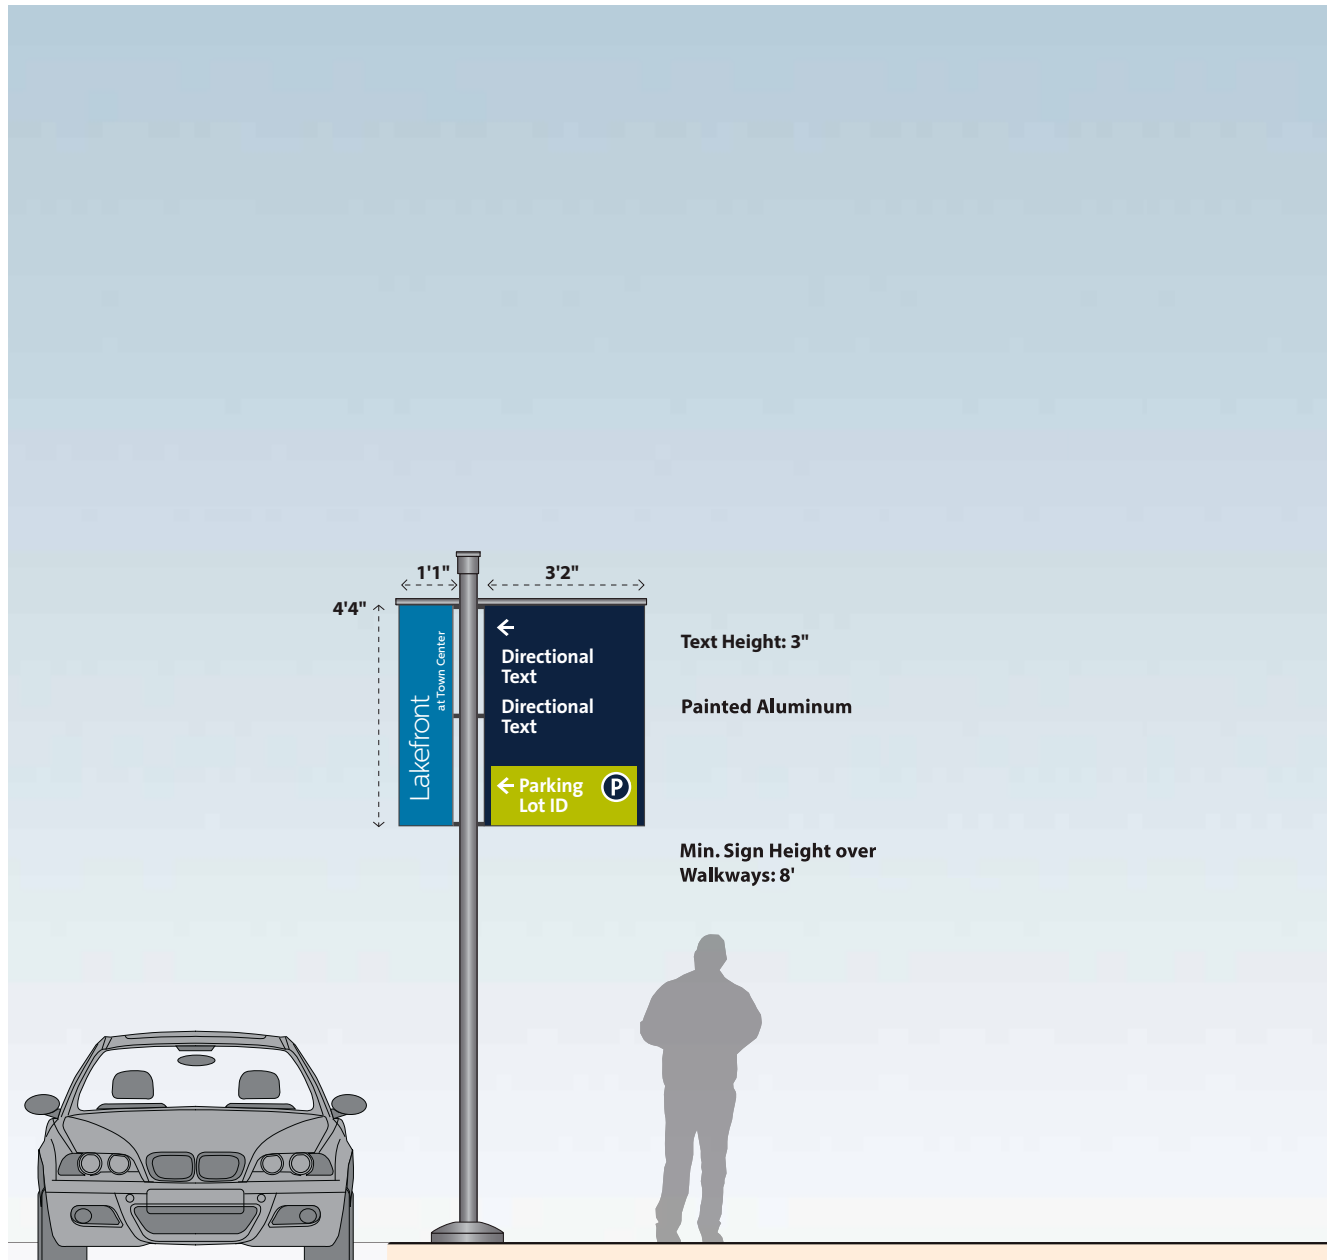 1'1"
3'2"
4'4"
Lakefront
at Town Center
Directional
Text
Directional
Text
Parking
Lot ID
P
Text Height: 3"
Painted Aluminum
Min. Sign Height over
Walkways: 8'